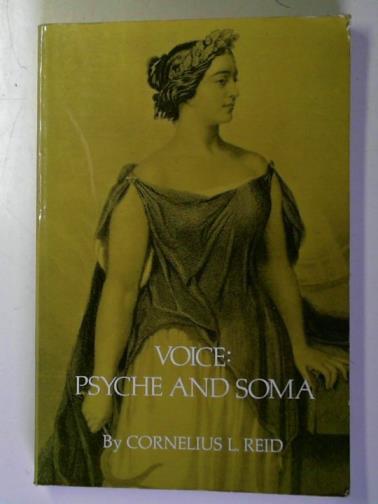 VOICE:
PSYCHE AND SOMA
By CORNELIUS L. REID